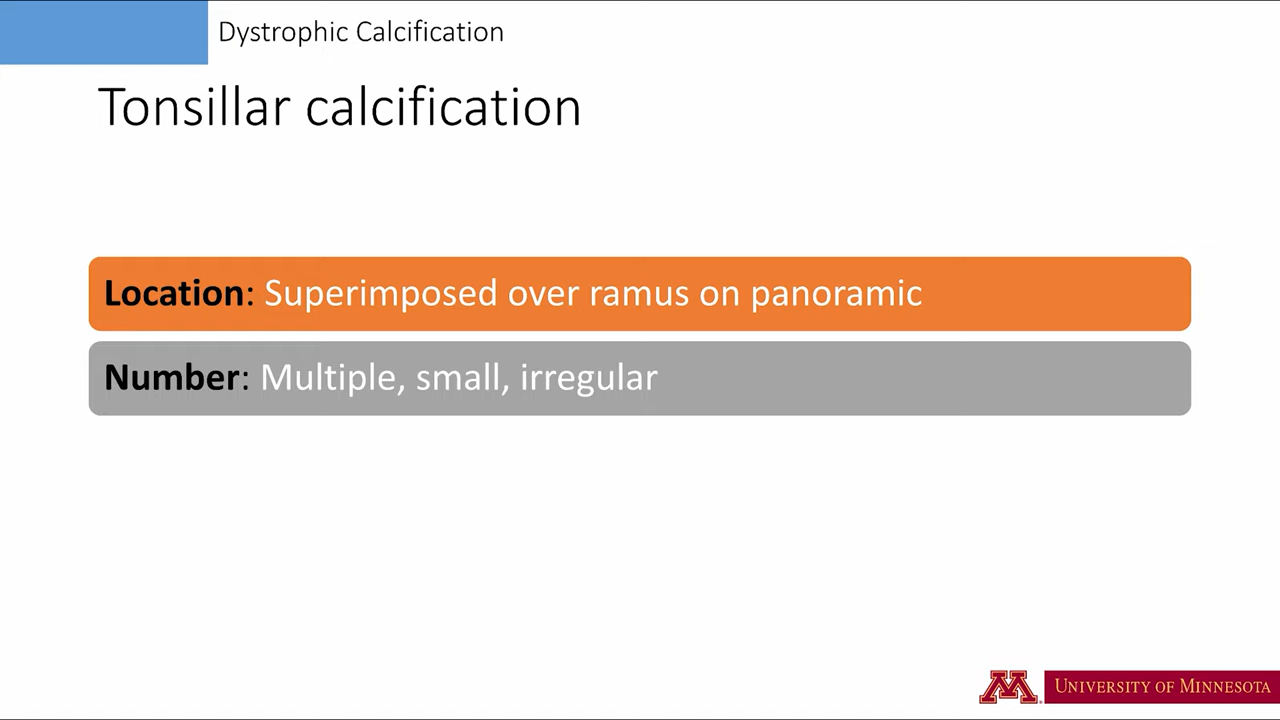 Dystrophic Calcification
Tonsillar calcification
Location: Superimposed over ramus on panoramic
Number: Multiple, small, irregular
M
UNIVERSITY OF MINNESOTA